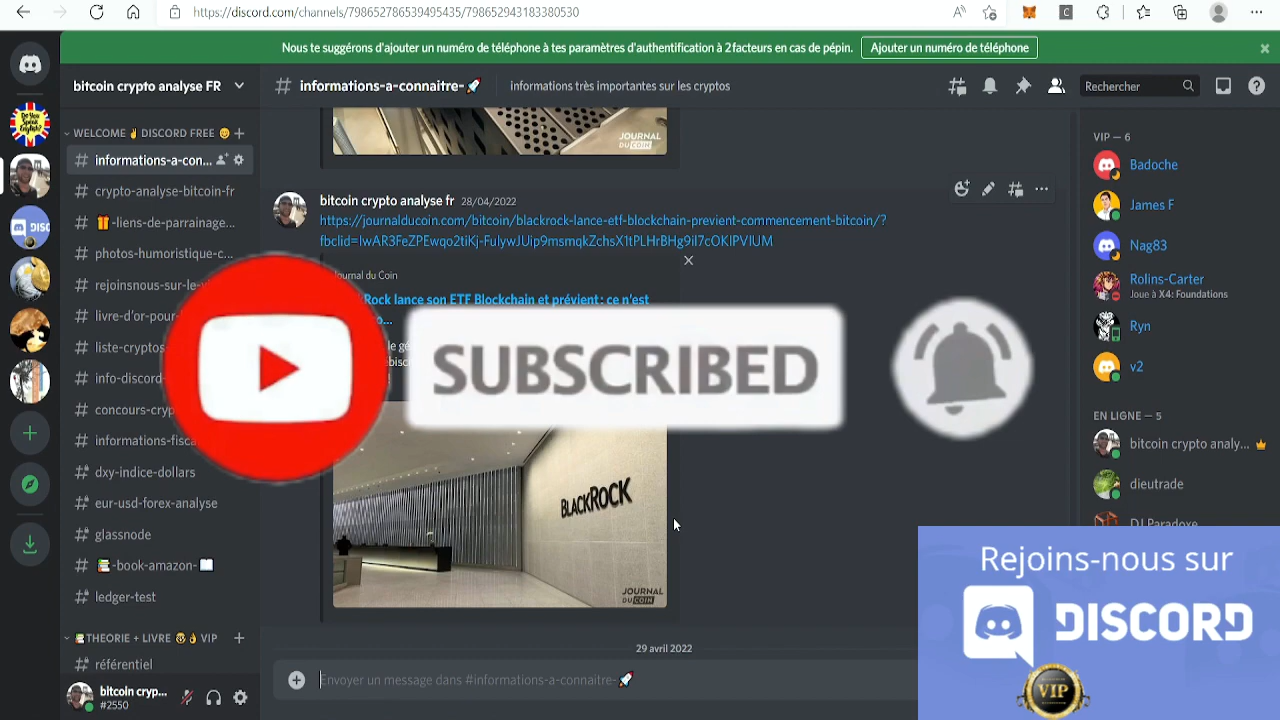 https://discord.com/channels/798652786539495435/798652943183380530
Nous te suggérons d'ajouter un numéro de téléphone à tes paramètres d'authentification à 2 facteurs en cas de pépin.
Ajouter un numéro de téléphone
bitcoin crypto analyse FR
informations-a-connaitre-🚀
informations très importantes sur les cryptos
Rechercher
WELCOME ✌ DISCORD FREE 😀
informations-a-con...
crypto-analyse-bitcoin-fr
🎁-liens-de-parrainage...
photos-humoristique-c...
rejoinsnous-sur-le-
livre-d'or-pour
liste-cryptos
info-discord
concours-cryp
informations-fisca
dxy-indice-dollars
eur-usd-forex-analyse
glassnode
📚-book-amazon-📖
ledger-test
THEORIE + LIVRE 👌 VIP
référentiel
bitcoin cryp...
#2550
JOURNAL
DU COIN
bitcoin crypto analyse fr 28/04/2022
https://journalducoin.com/bitcoin/blackrock-lance-etf-blockchain-previent-commencement-bitcoin/?
fbclid=IwAR3FeZPEwqo2tiKj-FulywJUip9msmqkZchsX1tPLHrBHg9iI7cOKIPVIUM
Journal du Coin
Rock lance son ETF Blockchain et prévient : ce n'est
SUBSCRIBED
BLACKROCK
JOURNAL
DU COIN
29 avril 2022
Envoyer un message dans #informations-a-connaitre-🚀
VIP — 6
Badoche
James F
Nag83
Rolins-Carter
Joue à X4: Foundations
Ryn
v2
EN LIGNE — 5
bitcoin crypto analy...
dieutrade
DJ Paradoxe
Rejoins-nous sur
DISCORD
VIP